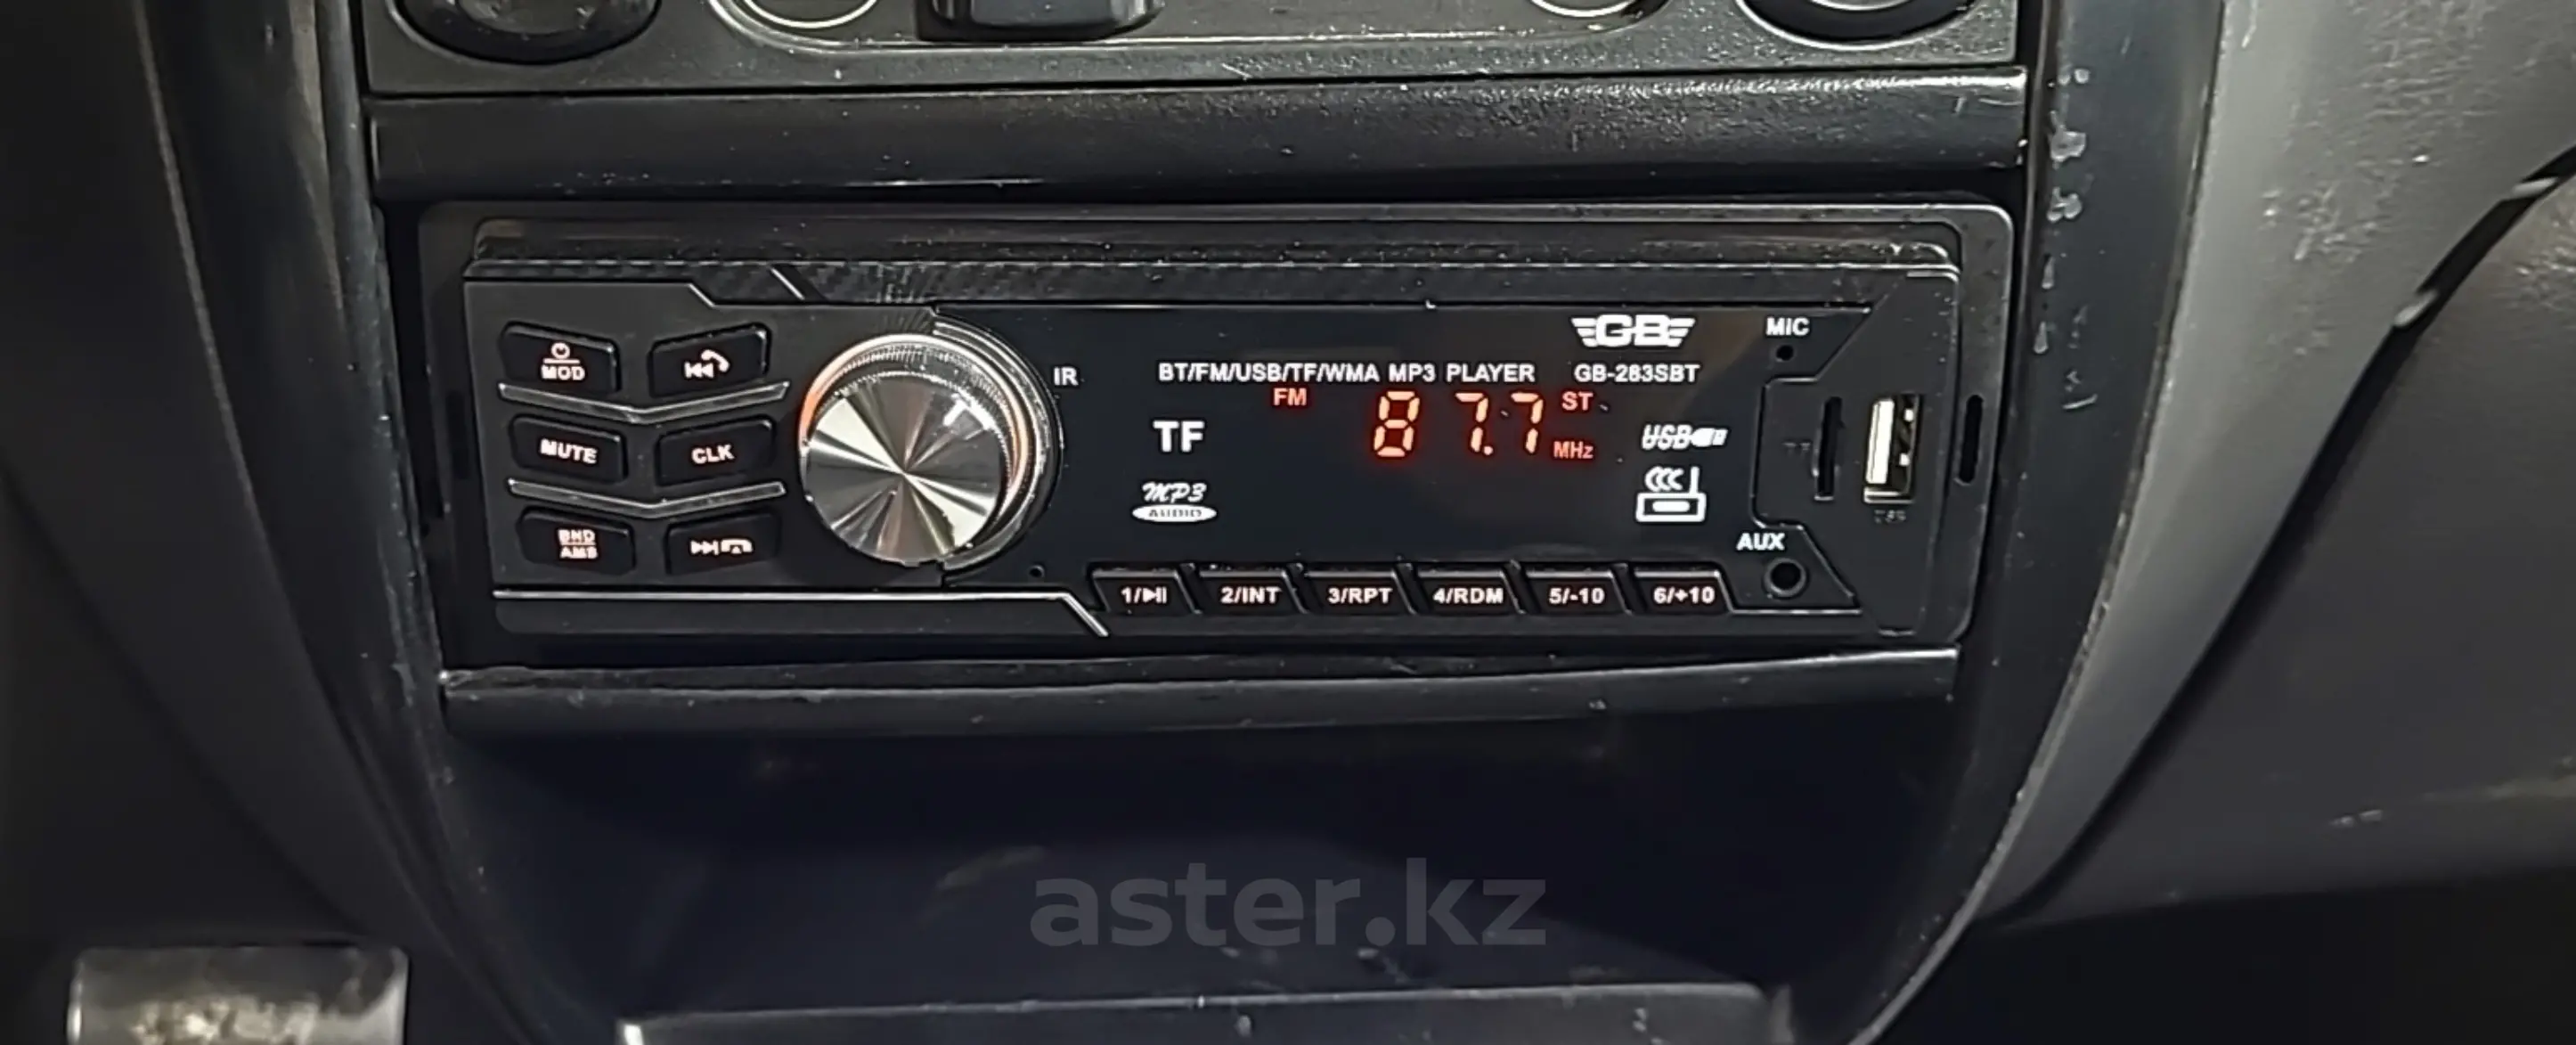 GB
MIC
IR
BT/FM/USB/TF/WMA MP3 PLAYER
GB-283SBT
MOD
MUTE
CLK
BND
AMS
FM
87.7
ST
MHz
TF
USB
MP3
AUDIO
AUX
1/
2/INT
3/RPT
4/RDM
5/-10
6/+10
aster.kz